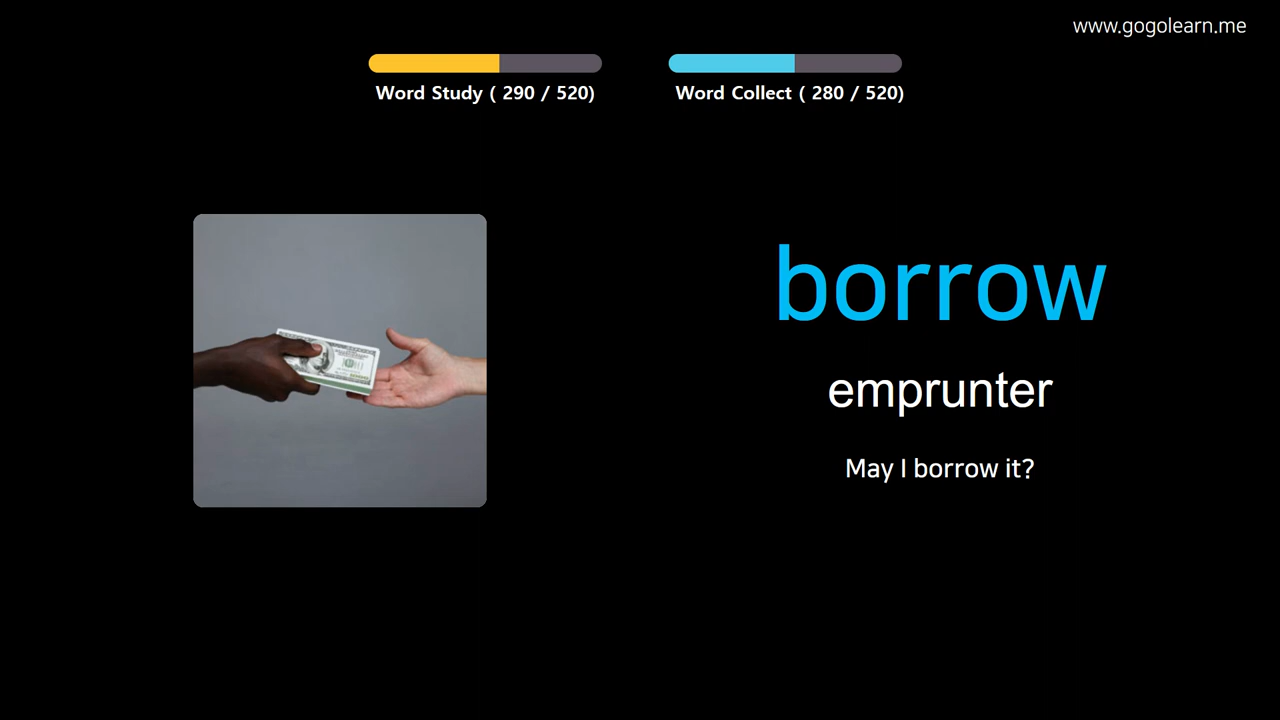 www.gogolearn.me
Word Study ( 290 / 520)
Word Collect ( 280 / 520)
borrow
emprunter
May I borrow it?